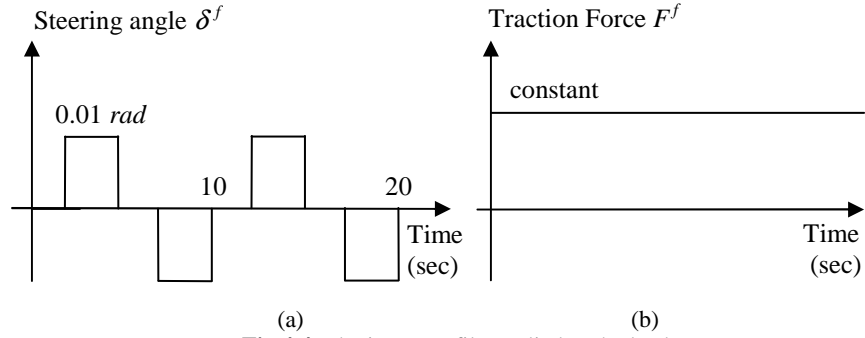 Steering angle δ^f
Traction Force F^f
constant
0.01 rad
10
20
Time
(sec)
Time
(sec)
(a)
(b)